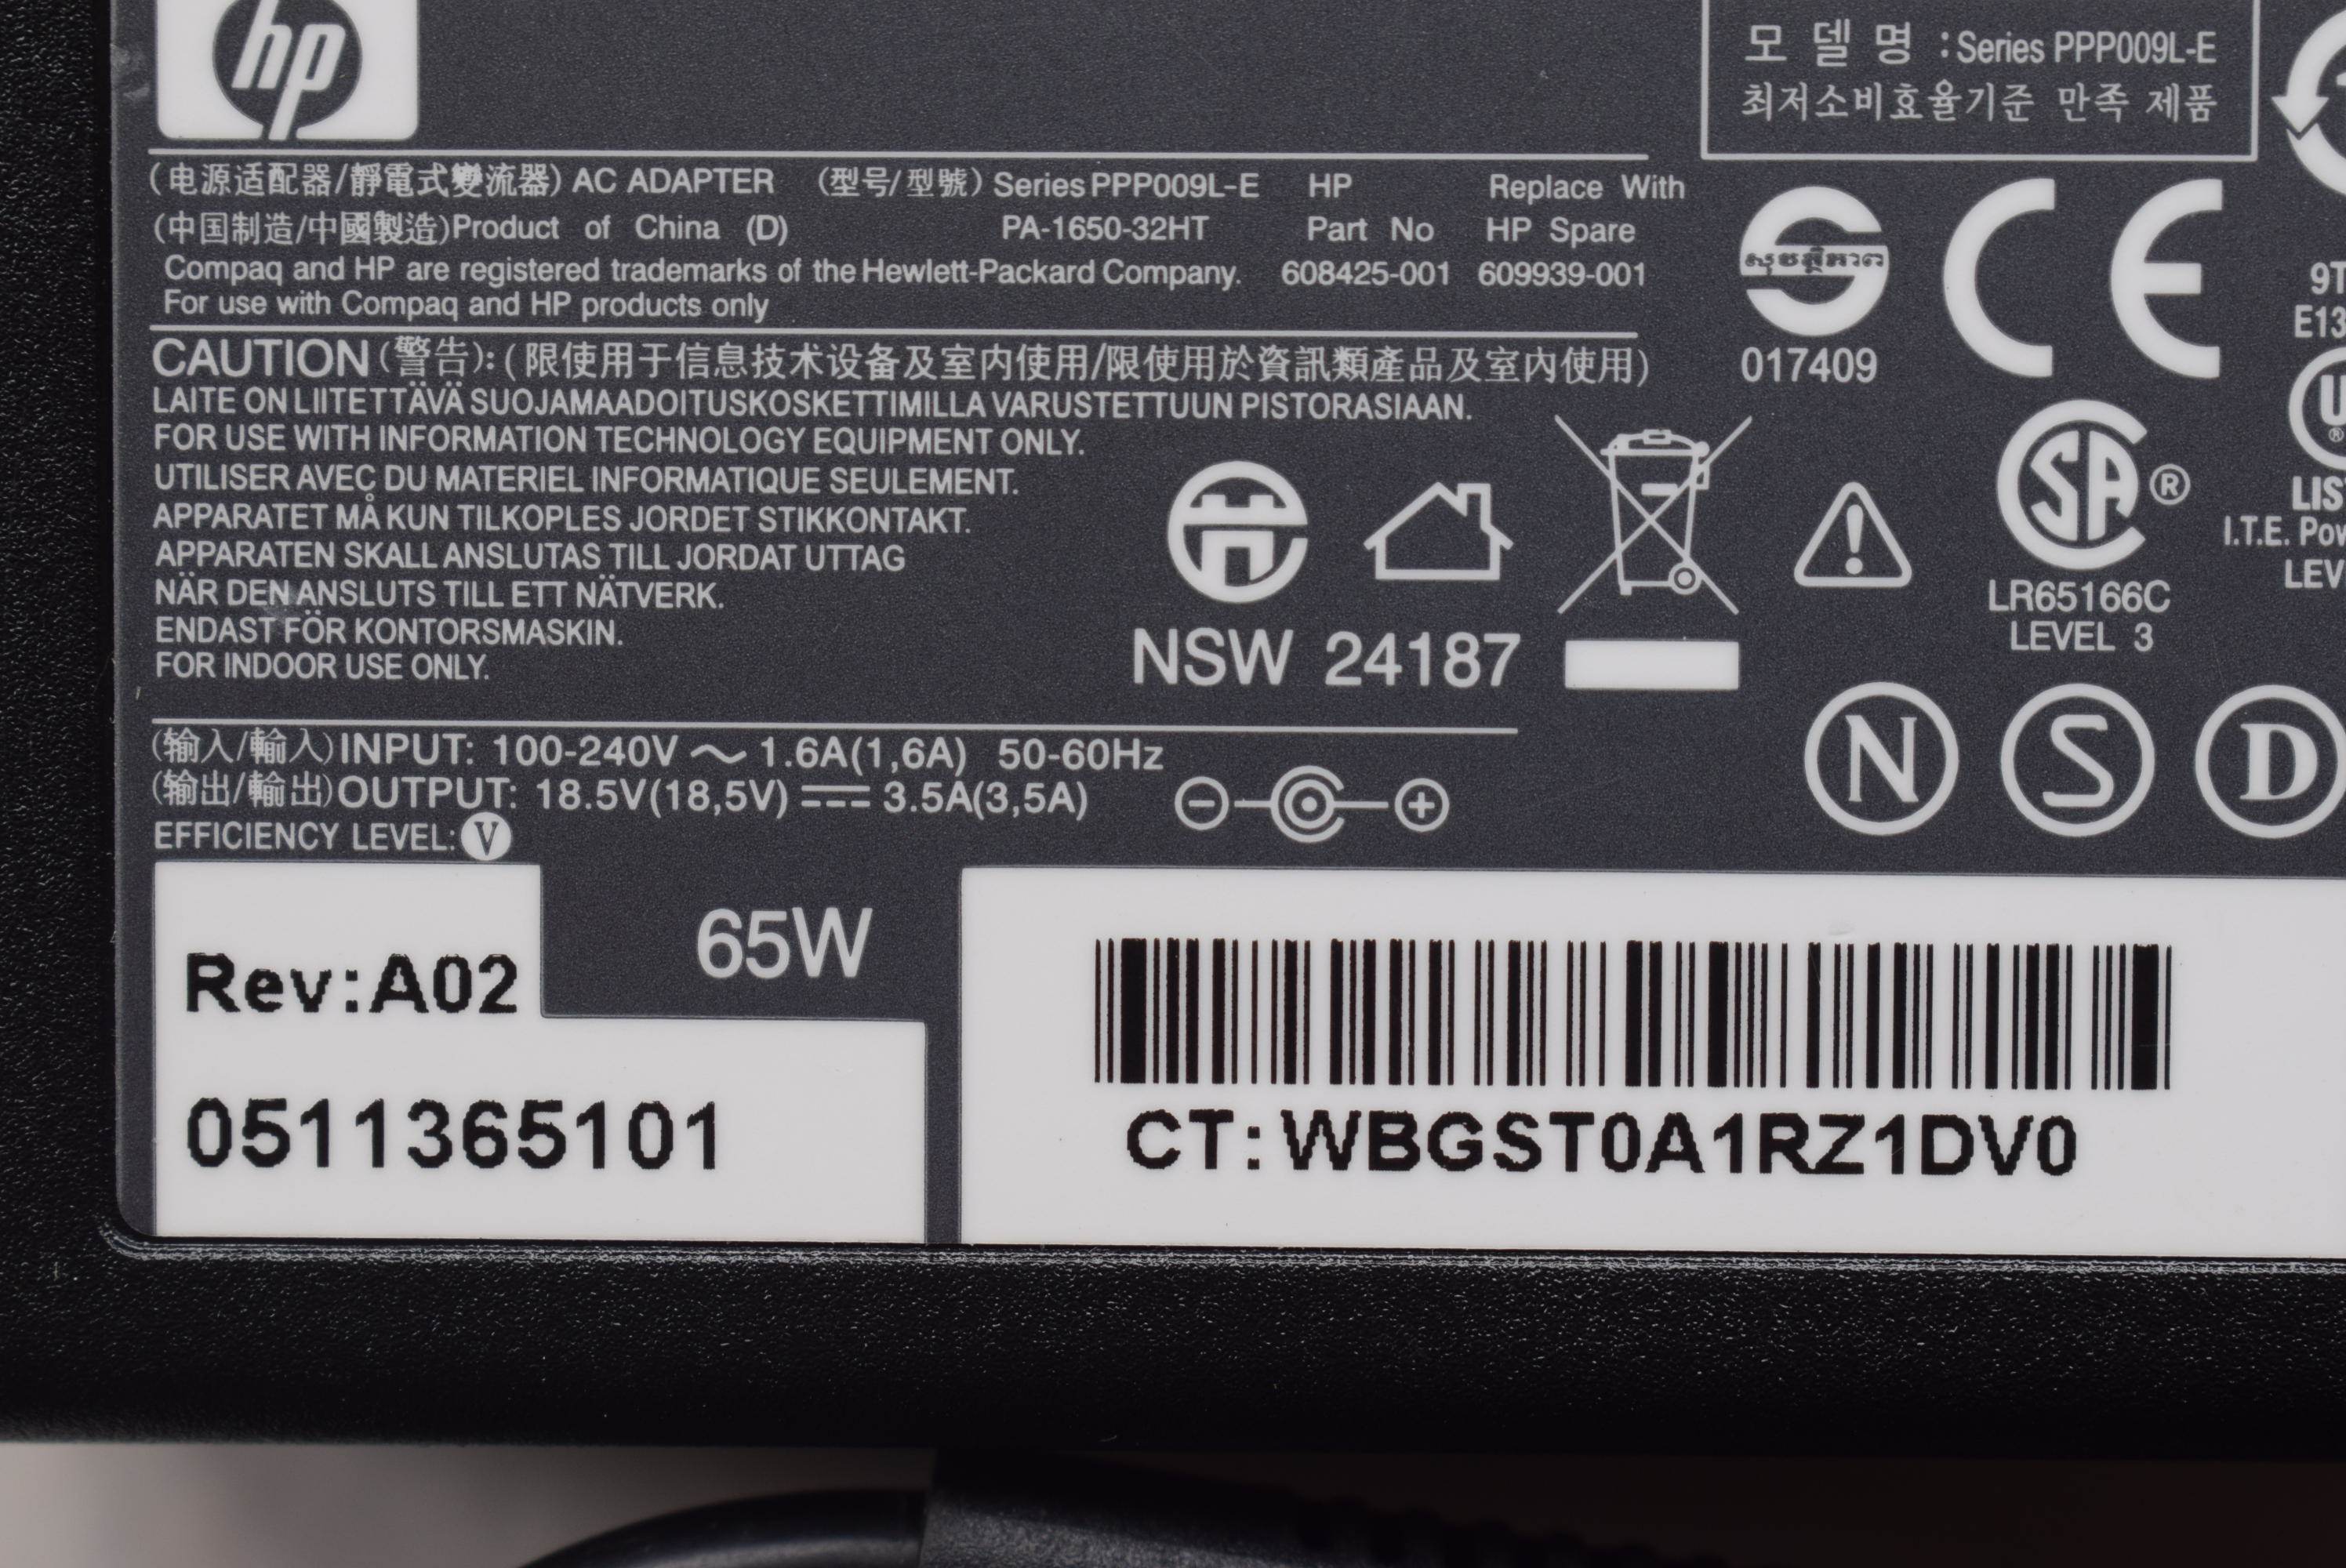 hp
모 델 명 :Series PPP009L-E
최저소비효율기준 만족 제품
(电源适配器/靜電式變流器) AC ADAPTER (型号/型號) Series PPP009L-E HP Replace With
(中国制造/中國製造)Product of China (D) PA-1650-32HT Part No HP Spare
Compaq and HP are registered trademarks of the Hewlett-Packard Company. 608425-001 609939-001
For use with Compaq and HP products only
017409
CE
9T
E13
CAUTION (警告): (限使用于信息技术设备及室内使用/限使用於資訊類產品及室內使用)
LAITE ON LIITETTÄVÄ SUOJAMAADOITUSKOSKETTIMILLA VARUSTETTUUN PISTORASIAAN.
FOR USE WITH INFORMATION TECHNOLOGY EQUIPMENT ONLY.
UTILISER AVEC DU MATERIEL INFORMATIQUE SEULEMENT.
APPARATET MÅ KUN TILKOPLES JORDET STIKKONTAKT.
APPARATEN SKALL ANSLUTAS TILL JORDAT UTTAG
NÄR DEN ANSLUTS TILL ETT NÄTVERK.
ENDAST FÖR KONTORSMASKIN.
FOR INDOOR USE ONLY.
NSW 24187
SA ®
LR65166C
LEVEL 3
U
®
LIS
I.T.E. Pow
LEV
N S D
(输入/輸入) INPUT: 100-240V ～ 1.6A(1,6A) 50-60Hz
(输出/輸出) OUTPUT: 18.5V(18,5V) ⎓ 3.5A(3,5A)
EFFICIENCY LEVEL: V
65W
Rev:A02
0511365101
CT: WBGST0A1RZ1DV0